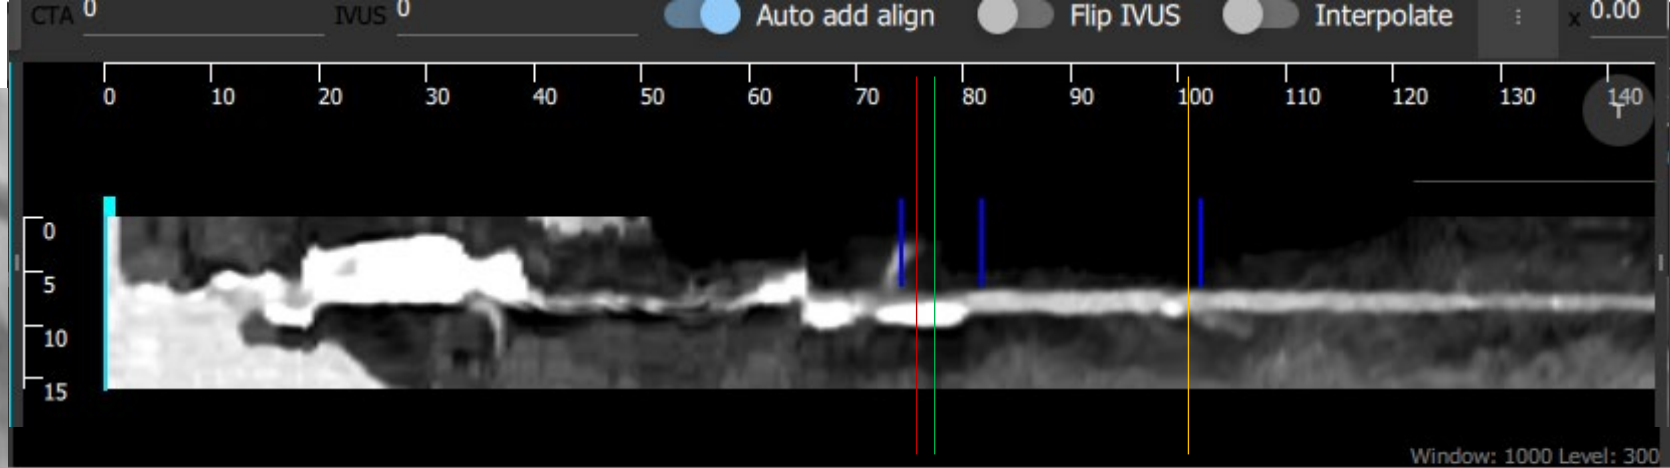 CTA 0 IVUS 0 Auto add align Flip IVUS Interpolate x 0.00
0 10 20 30 40 50 60 70 80 90 100 110 120 130 140
T
0
5
10
15
Window: 1000 Level: 300